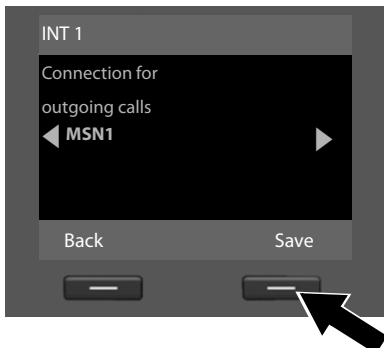 INT 1
Connection for
outgoing calls
MSN1
Back Save